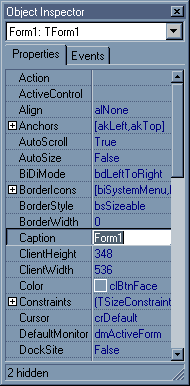 Object Inspector
Form1: TForm1
Properties Events
Action
ActiveControl
Align alNone
Anchors [akLeft,akTop]
AutoScroll True
AutoSize False
BiDiMode bdLeftToRight
BorderIcons [biSystemMenu,
BorderStyle bsSizeable
BorderWidth 0
Caption Form1
ClientHeight 348
ClientWidth 536
Color clBtnFace
Constraints (TSizeConstraint
Cursor crDefault
DefaultMonitor dmActiveForm
DockSite False
2 hidden